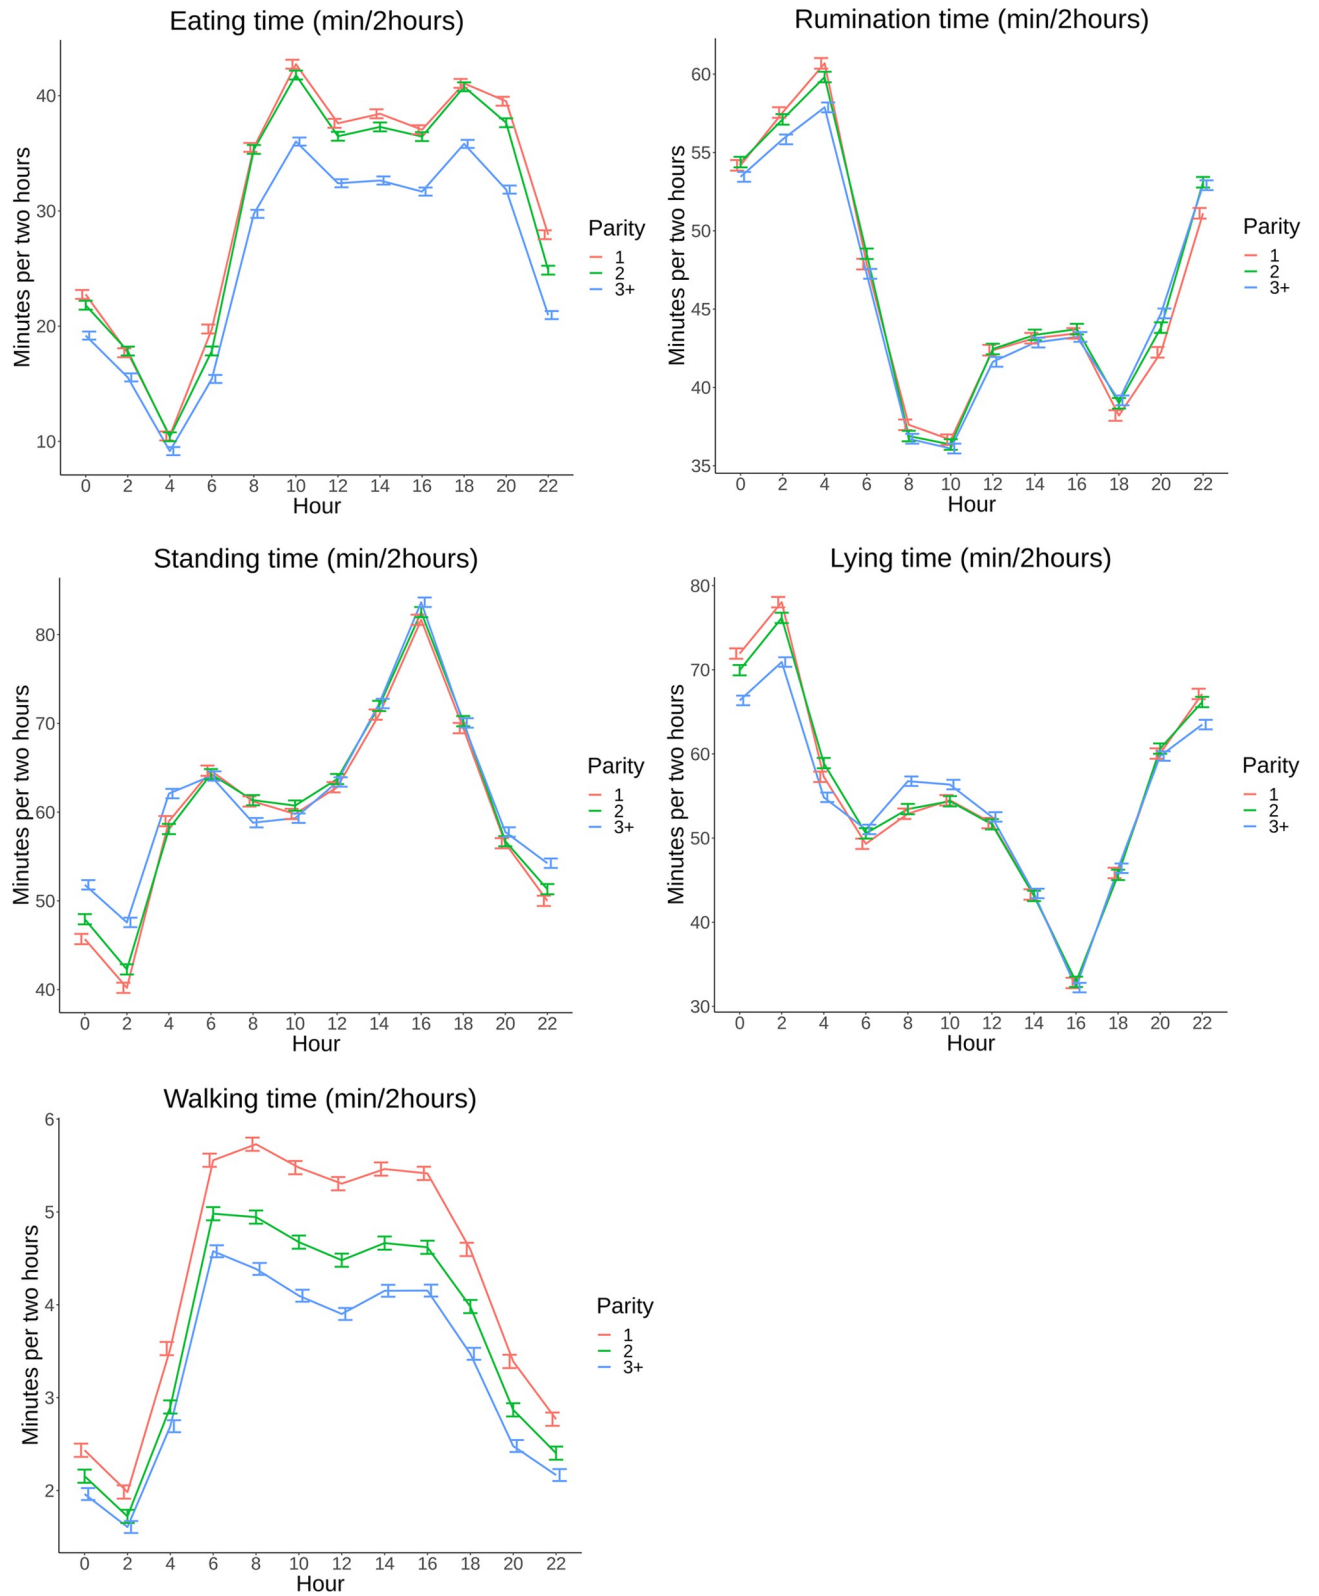 Eating time (min/2hours)
Minutes per two hours
40
30
20
10
0 2 4 6 8 10 12 14 16 18 20 22
Hour
Parity
1
2
3+
Rumination time (min/2hours)
Minutes per two hours
60
55
50
45
40
35
0 2 4 6 8 10 12 14 16 18 20 22
Hour
Parity
1
2
3+
Standing time (min/2hours)
Minutes per two hours
80
70
60
50
40
0 2 4 6 8 10 12 14 16 18 20 22
Hour
Parity
1
2
3+
Lying time (min/2hours)
Minutes per two hours
80
70
60
50
40
30
0 2 4 6 8 10 12 14 16 18 20 22
Hour
Parity
1
2
3+
Walking time (min/2hours)
Minutes per two hours
6
5
4
3
2
0 2 4 6 8 10 12 14 16 18 20 22
Hour
Parity
1
2
3+